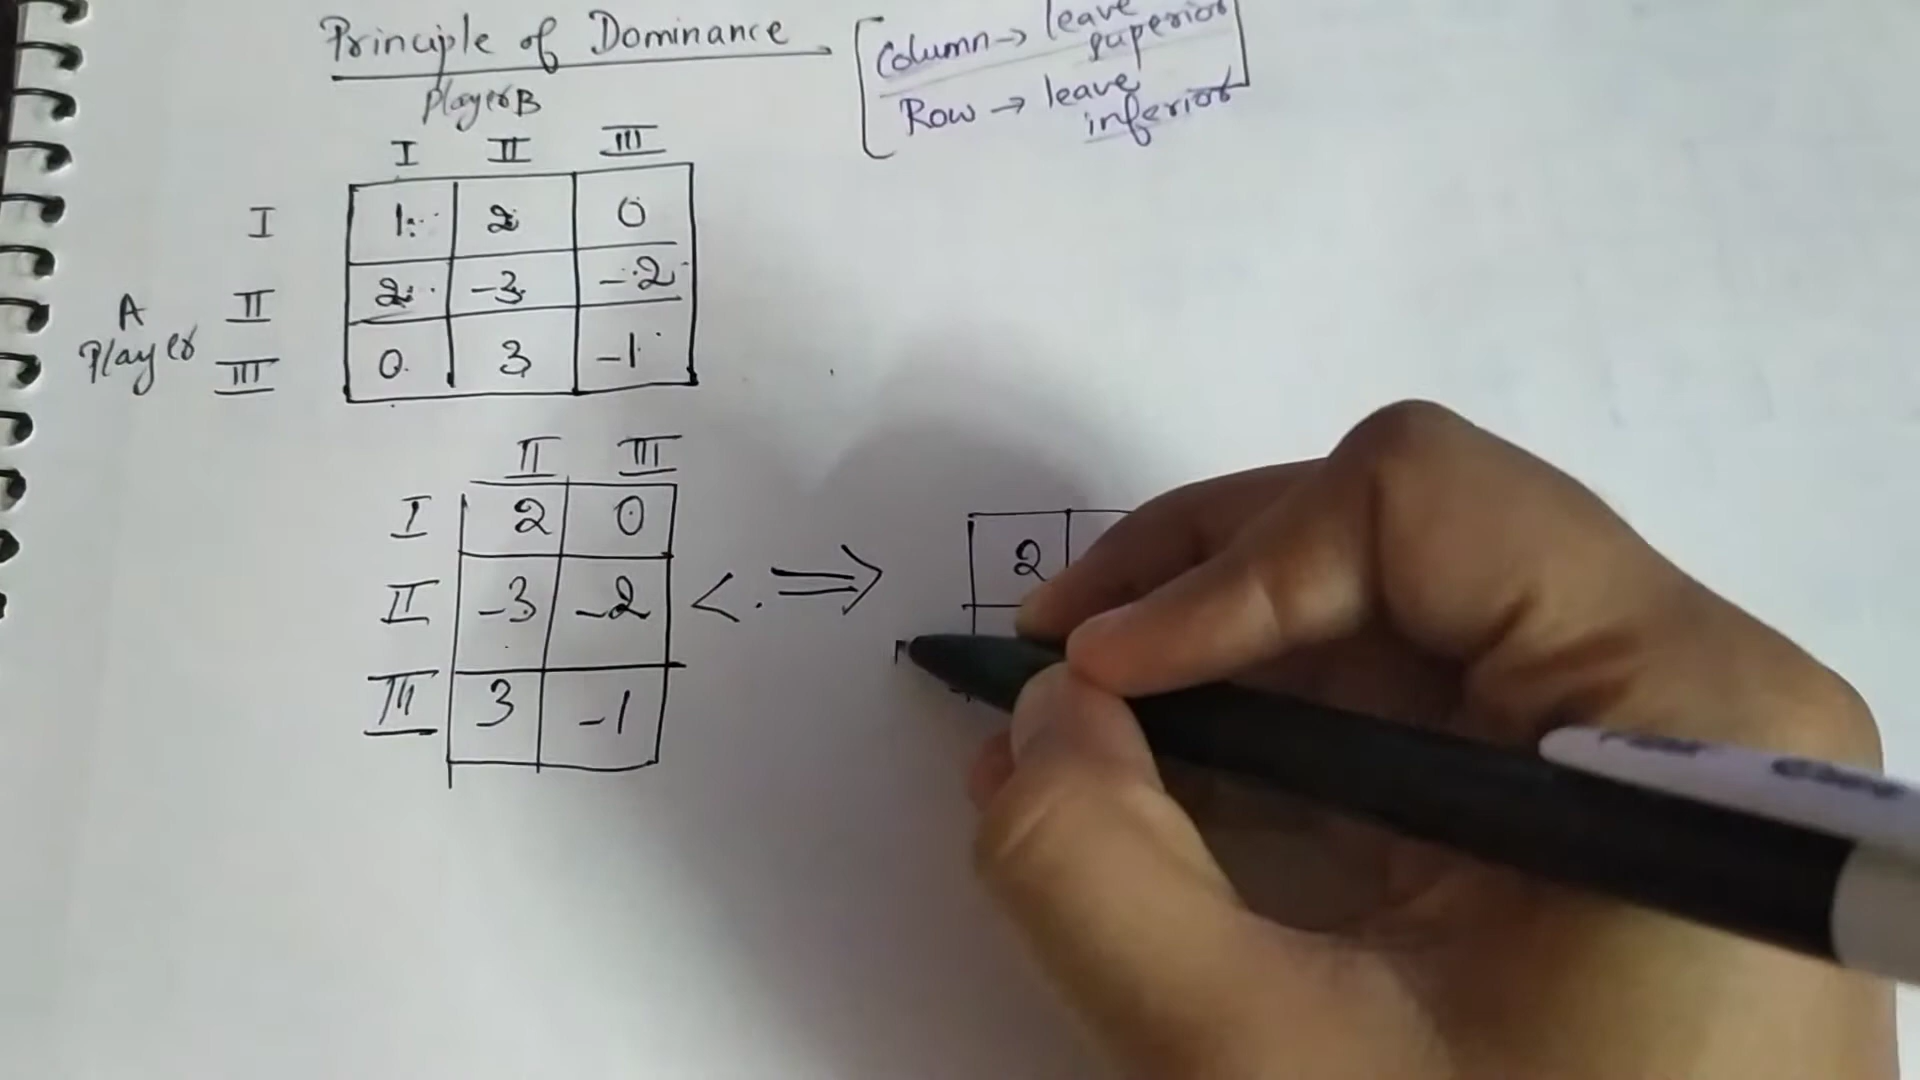 Principle of Dominance
Column → leave
superior
Row → leave
inferior
Player B
I II III
I 1 2 0
II 2 -3 -2
III 0 3 -1
A
Player
II III
I 2 0
II -3 -2 < . ⇒
III 3 -1
2